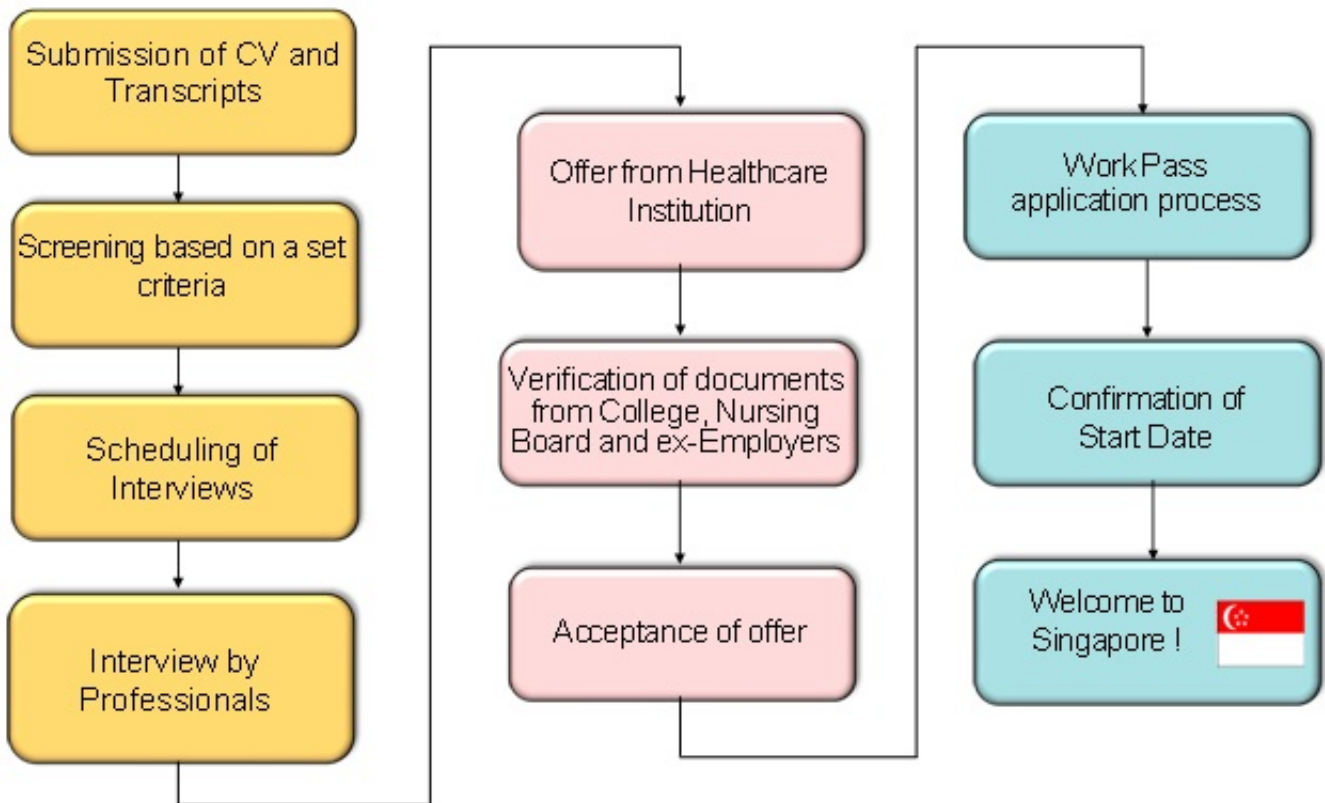 Submission of CV and
Transcripts
Screening based on a set
criteria
Scheduling of
Interviews
Interview by
Professionals
Offer from Healthcare
Institution
Verification of documents
from College, Nursing
Board and ex-Employers
Acceptance of offer
Work Pass
application process
Confirmation of
Start Date
Welcome to
Singapore !